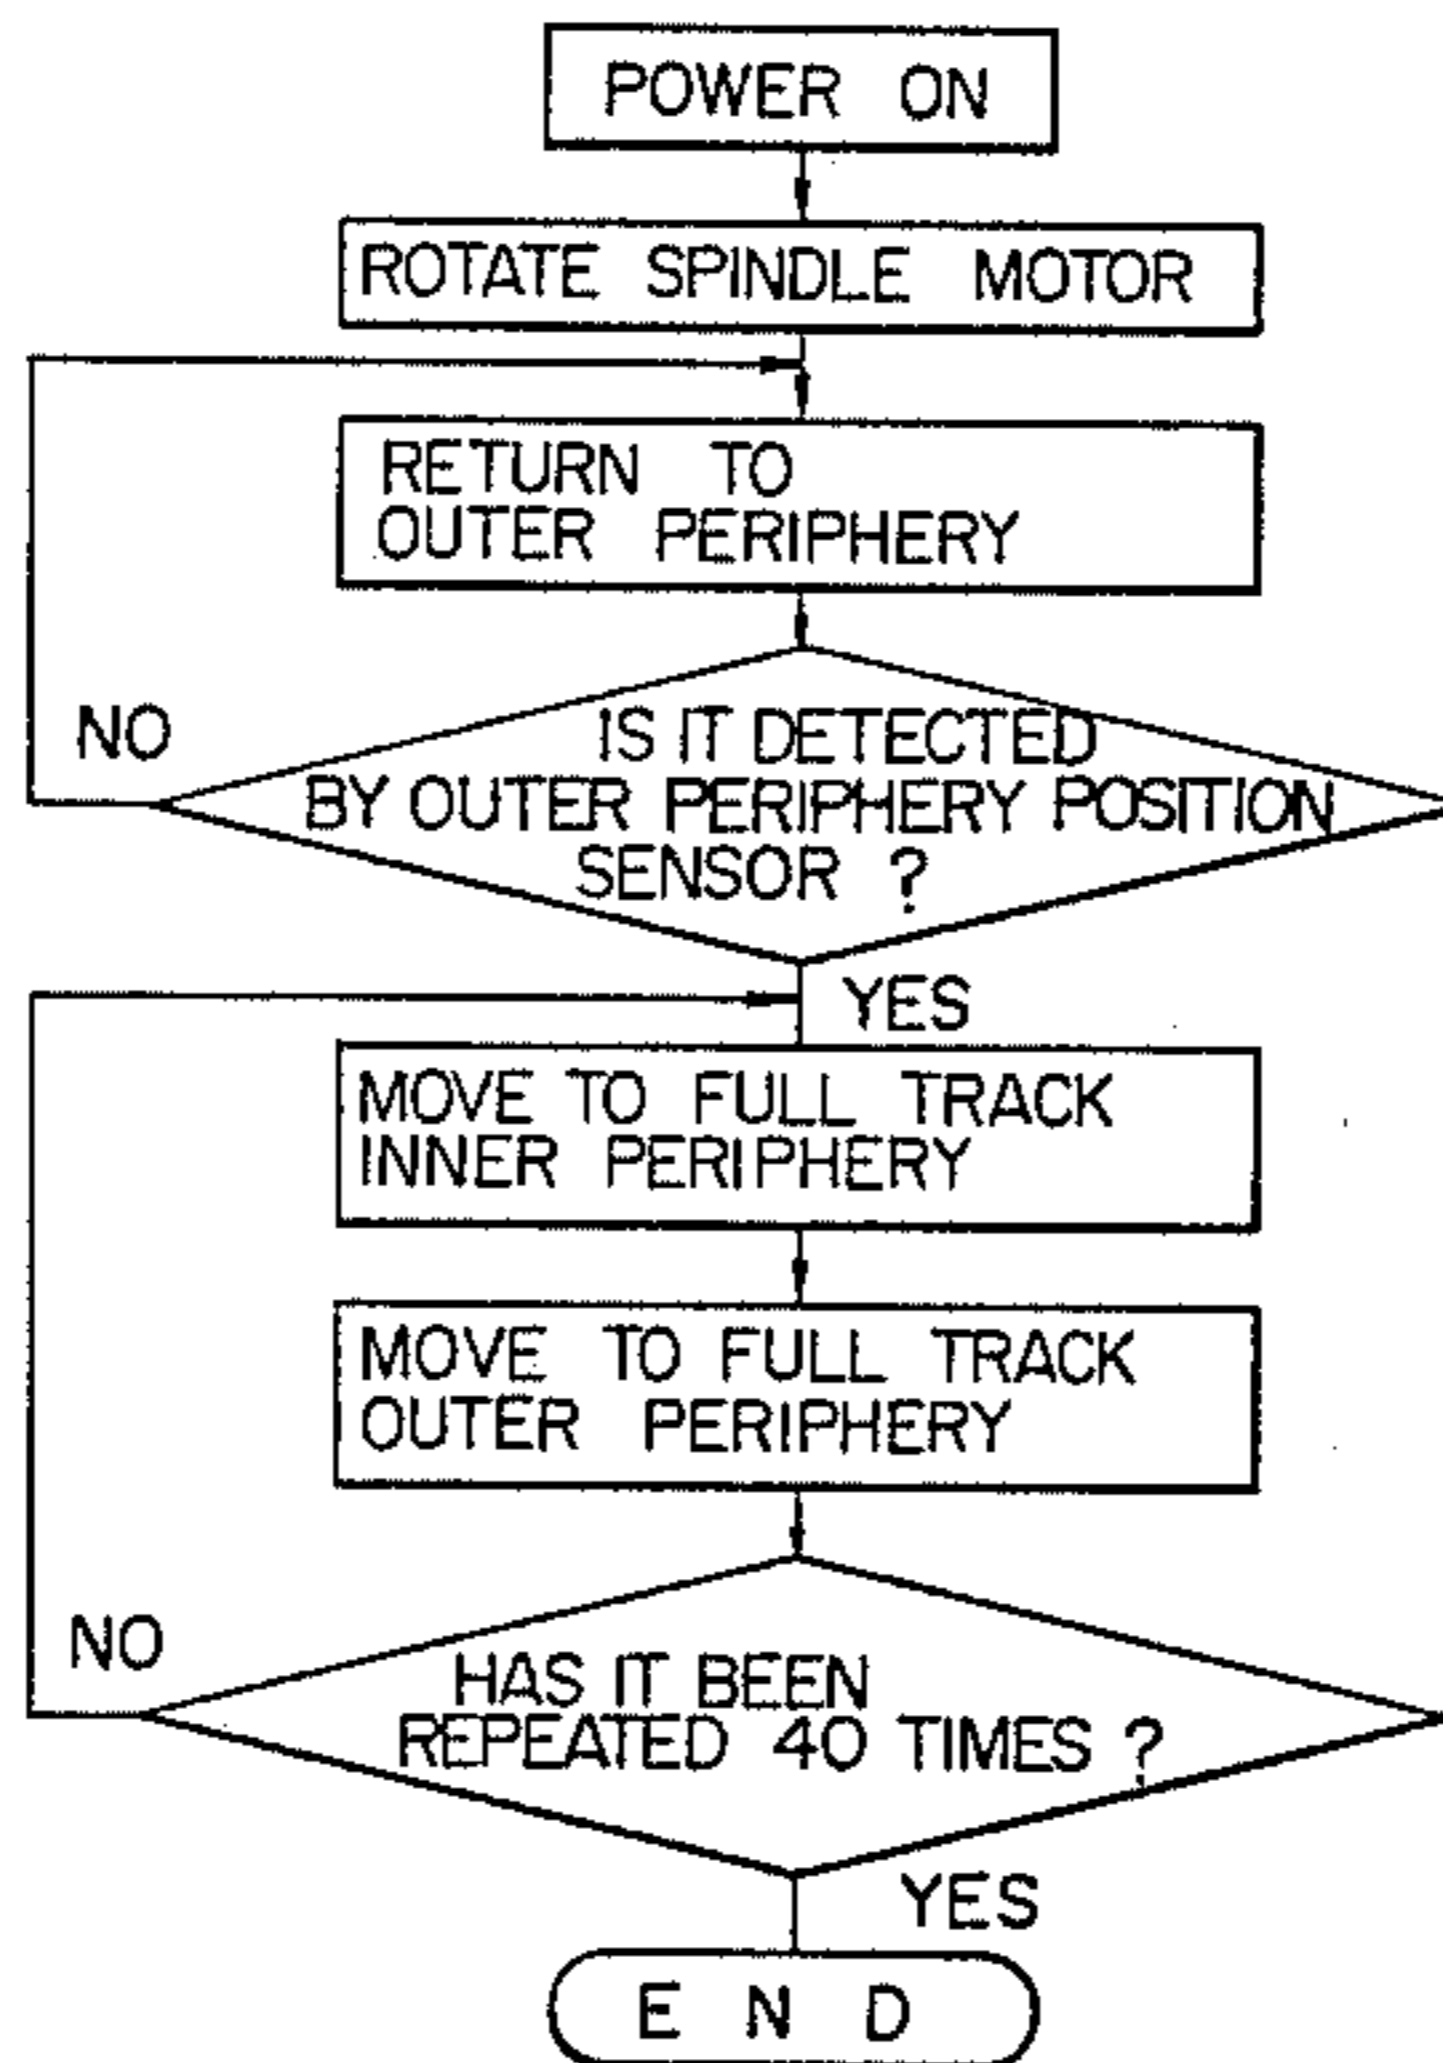 POWER ON
ROTATE SPINDLE MOTOR
RETURN TO
OUTER PERIPHERY
NO
IS IT DETECTED
BY OUTER PERIPHERY POSITION
SENSOR ?
YES
MOVE TO FULL TRACK
INNER PERIPHERY
MOVE TO FULL TRACK
OUTER PERIPHERY
NO
HAS IT BEEN
REPEATED 40 TIMES ?
YES
END